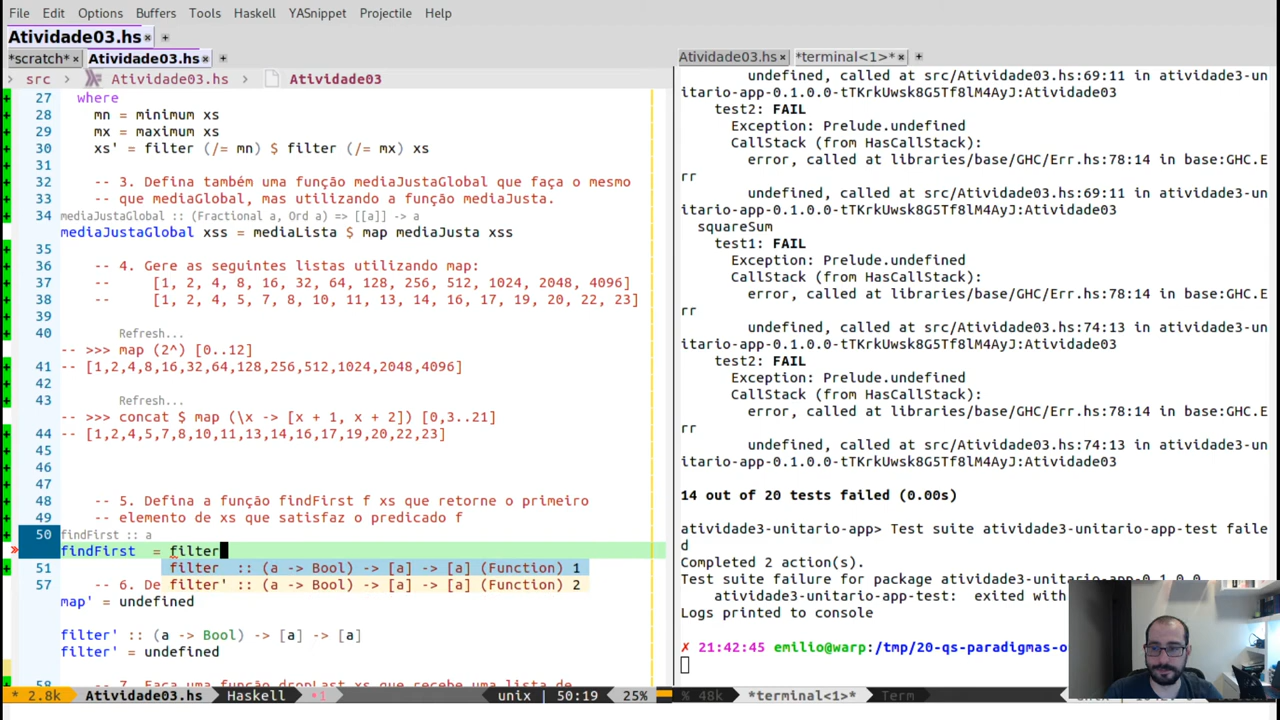 File Edit Options Buffers Tools Haskell YASnippet Projectile Help
Atividade03.hs× +
*scratch*× Atividade03.hs× +
src > Atividade03.hs > Atividade03
27 where
28 mn = minimum xs
29 mx = maximum xs
30 xs' = filter (/= mn) $ filter (/= mx) xs
31
32 -- 3. Defina também uma função mediaJustaGlobal que faça o mesmo
33 -- que mediaGlobal, mas utilizando a função mediaJusta.
34 mediaJustaGlobal :: (Fractional a, Ord a) => [[a]] -> a
mediaJustaGlobal xss = mediaLista $ map mediaJusta xss
35
36 -- 4. Gere as seguintes listas utilizando map:
37 -- [1, 2, 4, 8, 16, 32, 64, 128, 256, 512, 1024, 2048, 4096]
38 -- [1, 2, 4, 5, 7, 8, 10, 11, 13, 14, 16, 17, 19, 20, 22, 23]
39
40 Refresh...
-- >>> map (2^) [0..12]
41 -- [1,2,4,8,16,32,64,128,256,512,1024,2048,4096]
42
43 Refresh...
-- >>> concat $ map (\x -> [x + 1, x + 2]) [0,3..21]
44 -- [1,2,4,5,7,8,10,11,13,14,16,17,19,20,22,23]
45
46
47
48 -- 5. Defina a função findFirst f xs que retorne o primeiro
49 -- elemento de xs que satisfaz o predicado f
50 findFirst :: a
» findFirst = filter
51 filter :: (a -> Bool) -> [a] -> [a] (Function) 1
57 -- 6. De filter' :: (a -> Bool) -> [a] -> [a] (Function) 2
map' = undefined
filter' :: (a -> Bool) -> [a] -> [a]
filter' = undefined
58 -- 7. Faça uma função dropLast xs que recebe uma lista de
* 2.8k Atividade03.hs Haskell •1 unix | 50:19 25%
Atividade03.hs× *terminal<1>*× +
undefined, called at src/Atividade03.hs:69:11 in atividade3-un
itario-app-0.1.0.0-tTKrkUwsk8G5Tf8lM4AyJ:Atividade03
test2: FAIL
Exception: Prelude.undefined
CallStack (from HasCallStack):
error, called at libraries/base/GHC/Err.hs:78:14 in base:GHC.E
rr
undefined, called at src/Atividade03.hs:69:11 in atividade3-un
itario-app-0.1.0.0-tTKrkUwsk8G5Tf8lM4AyJ:Atividade03
squareSum
test1: FAIL
Exception: Prelude.undefined
CallStack (from HasCallStack):
error, called at libraries/base/GHC/Err.hs:78:14 in base:GHC.E
rr
undefined, called at src/Atividade03.hs:74:13 in atividade3-un
itario-app-0.1.0.0-tTKrkUwsk8G5Tf8lM4AyJ:Atividade03
test2: FAIL
Exception: Prelude.undefined
CallStack (from HasCallStack):
error, called at libraries/base/GHC/Err.hs:78:14 in base:GHC.E
rr
undefined, called at src/Atividade03.hs:74:13 in atividade3-un
itario-app-0.1.0.0-tTKrkUwsk8G5Tf8lM4AyJ:Atividade03
14 out of 20 tests failed (0.00s)
atividade3-unitario-app> Test suite atividade3-unitario-app-test faile
d
Completed 2 action(s).
Test suite failure for package atividade3-unitario-app-0.1.0.0
atividade3-unitario-app-test: exited with
Logs printed to console
✗ 21:42:45 emilio@warp:/tmp/20-qs-paradigmas-o
% 48k *terminal<1>* Term